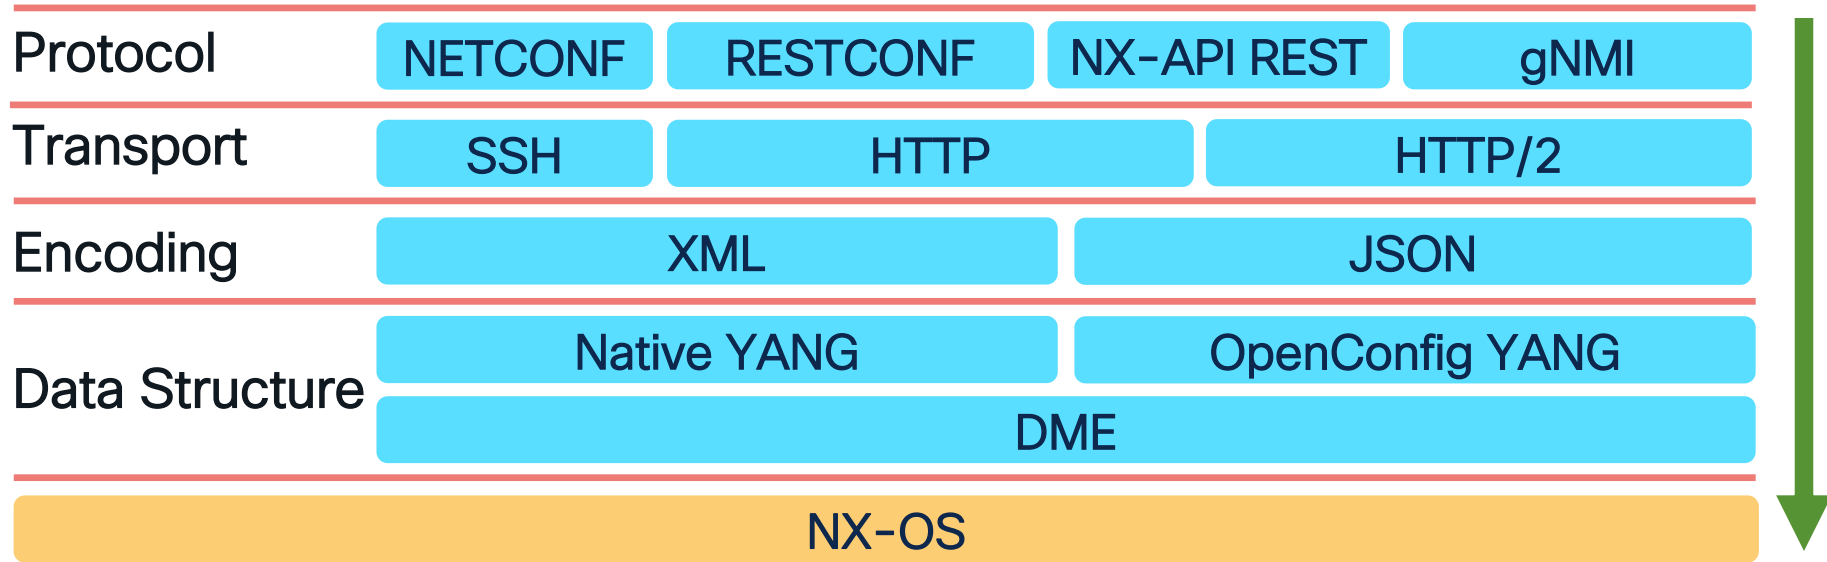 Protocol
NETCONF
RESTCONF
NX-API REST
gNMI
Transport
SSH
HTTP
HTTP/2
Encoding
XML
JSON
Data Structure
Native YANG
OpenConfig YANG
DME
NX-OS